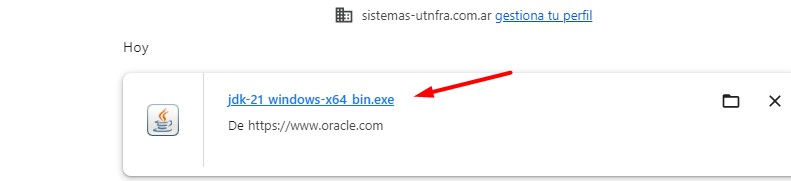 sistemas-utnfra.com.ar gestiona tu perfil
Hoy
jdk-21_windows-x64_bin.exe
De https://www.oracle.com